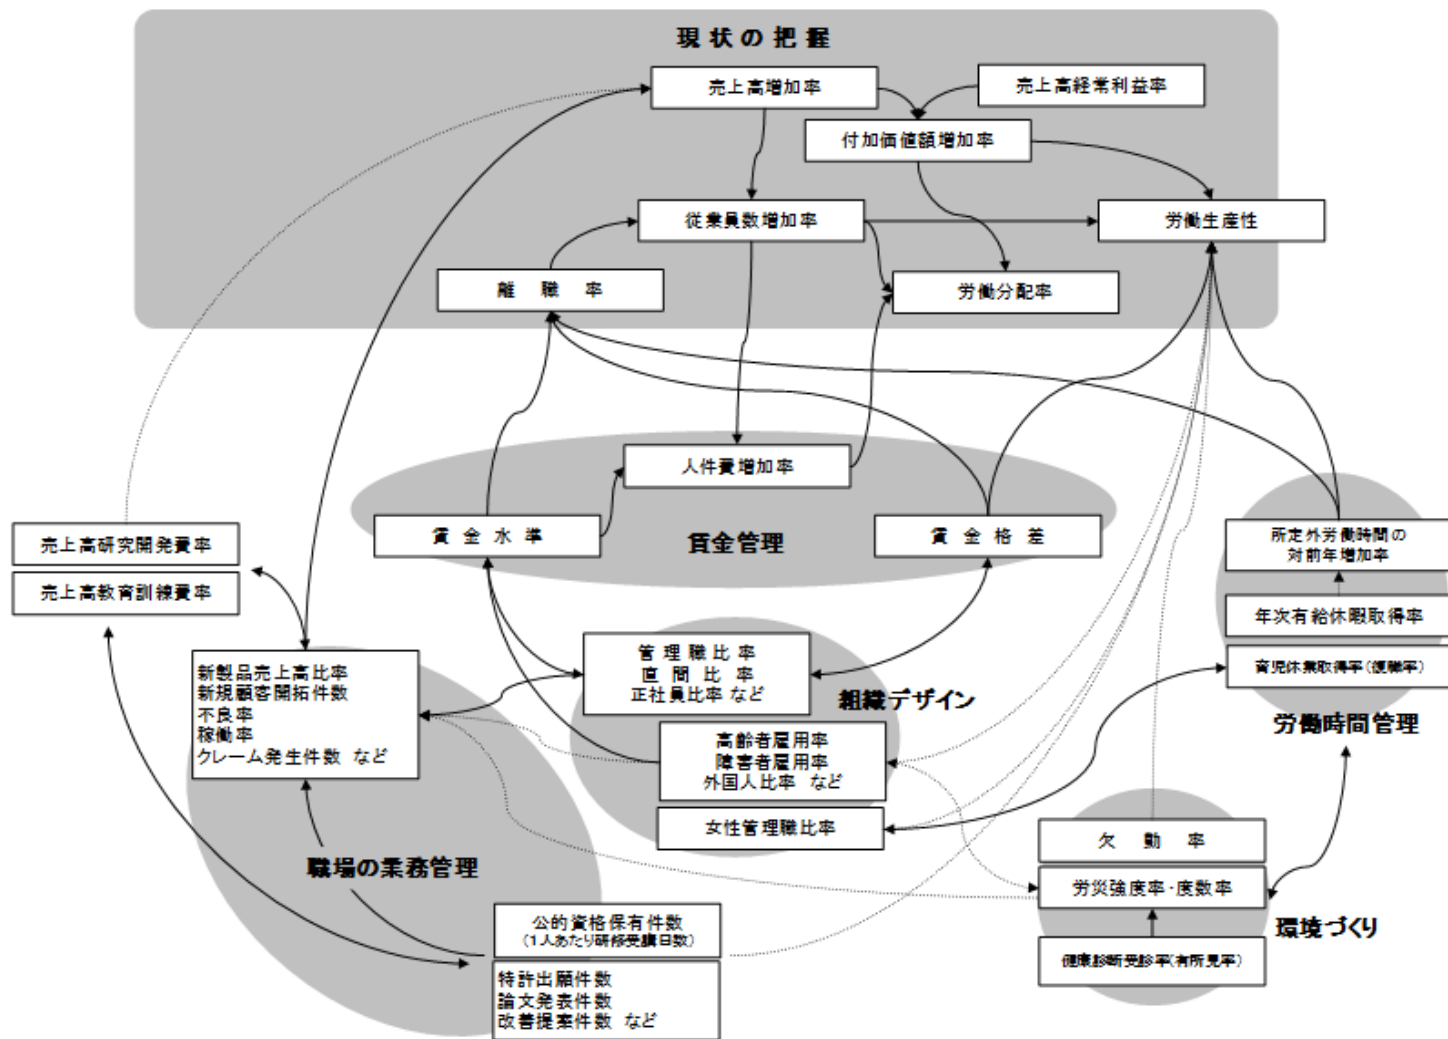 現状の把握
売上高増加率
売上高経常利益率
付加価値額増加率
従業員数増加率
労働生産性
離職率
労働分配率
人件費増加率
賃金水準
賃金管理
賃金格差
売上高研究開発費率
売上高教育訓練費率
所定外労働時間の
対前年増加率
年次有給休暇取得率
育児休業取得率(復職率)
労働時間管理
新製品売上高比率
新規顧客開拓件数
不良率
稼働率
クレーム発生件数 など
管理職比率
直間比率
正社員比率 など
組織デザイン
高齢者雇用率
障害者雇用率
外国人比率 など
女性管理職比率
職場の業務管理
欠勤率
労災強度率・度数率
環境づくり
健康診断受診率(有所見率)
公的資格保有件数
(1人あたり研修受講日数)
特許出願件数
論文発表件数
改善提案件数 など